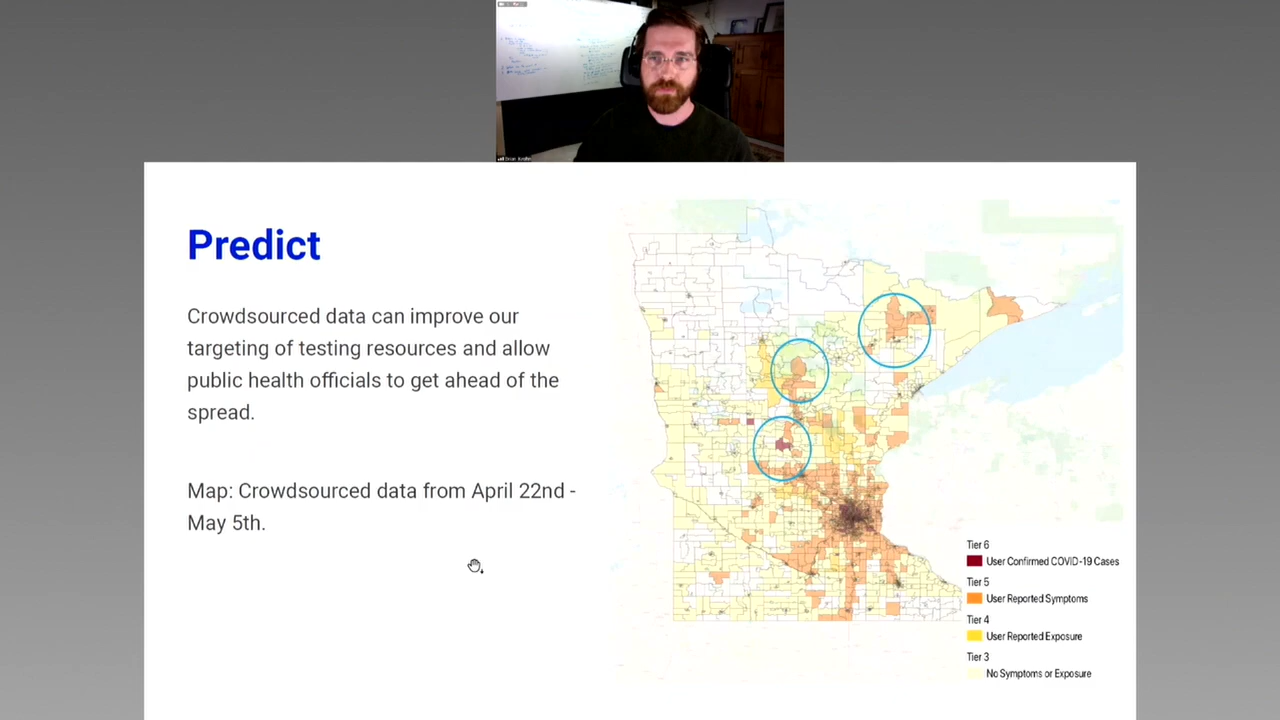 Predict
Crowdsourced data can improve our
targeting of testing resources and allow
public health officials to get ahead of the
spread.
Map: Crowdsourced data from April 22nd -
May 5th.
Tier 6
User Confirmed COVID-19 Cases
Tier 5
User Reported Symptoms
Tier 4
User Reported Exposure
Tier 3
No Symptoms or Exposure